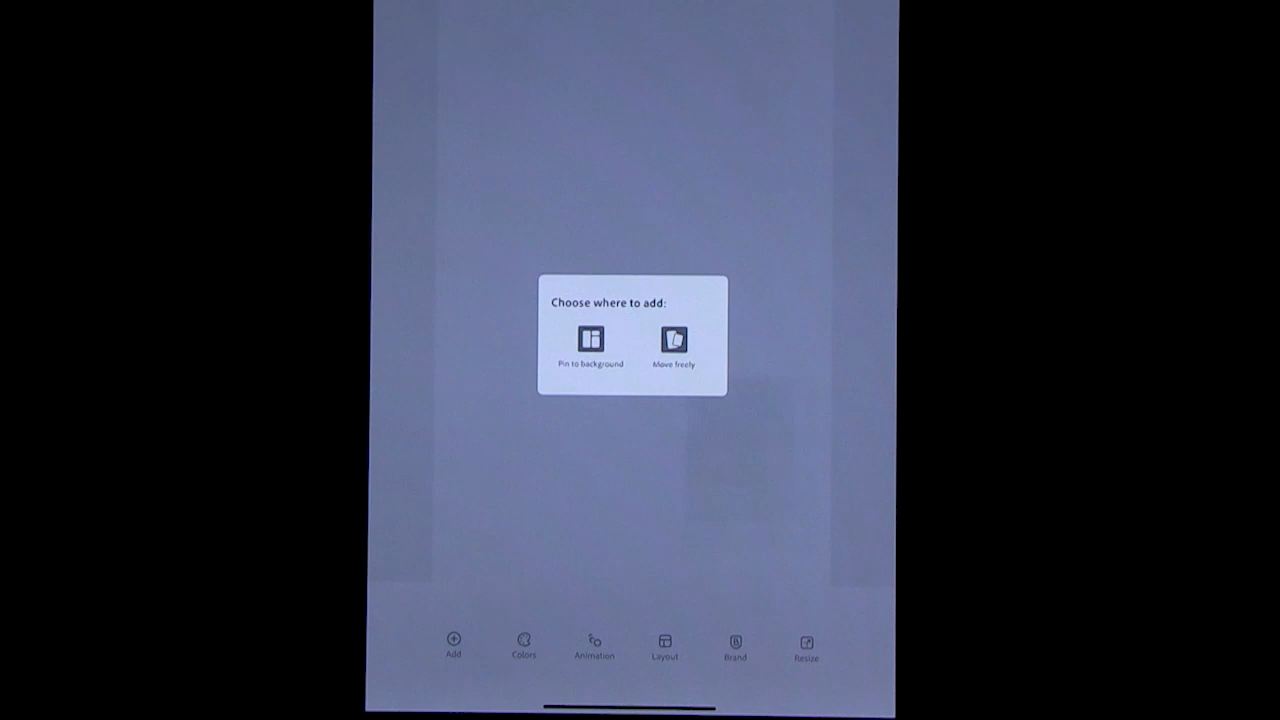 Choose where to add:
Pin to background
Move freely
Add
Colors
Animation
Layout
Brand
Resize